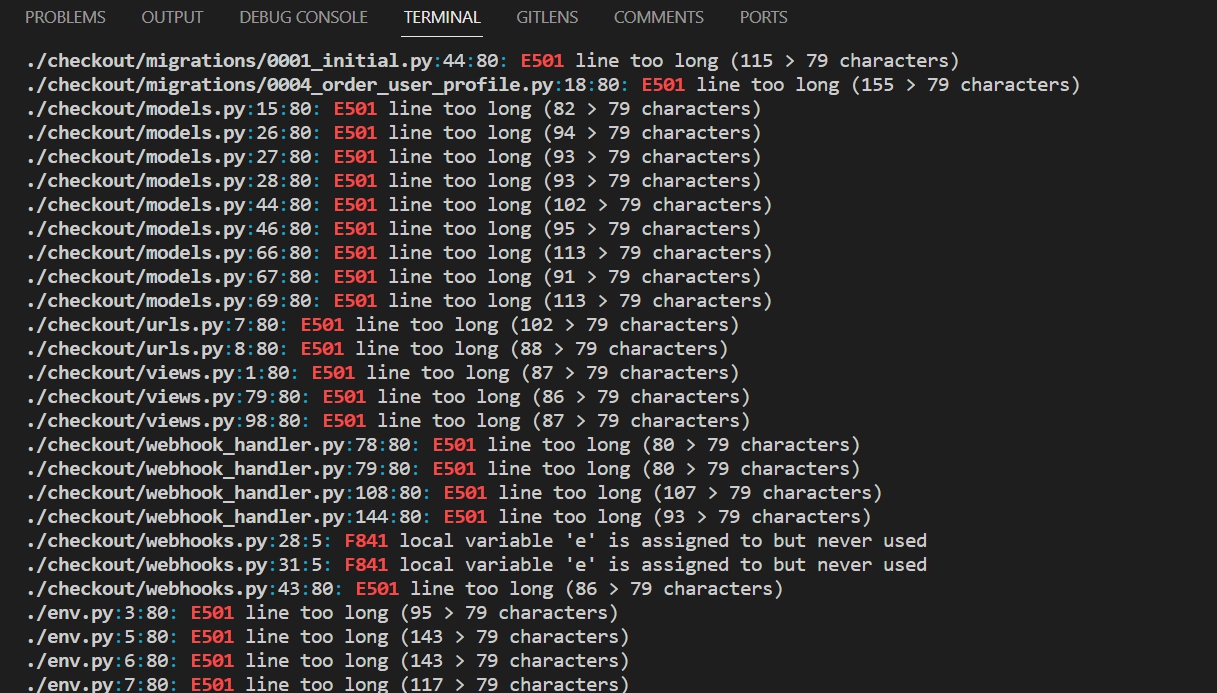 PROBLEMS OUTPUT DEBUG CONSOLE TERMINAL GITLENS COMMENTS PORTS
./checkout/migrations/0001_initial.py:44:80: E501 line too long (115 > 79 characters)
./checkout/migrations/0004_order_user_profile.py:18:80: E501 line too long (155 > 79 characters)
./checkout/models.py:15:80: E501 line too long (82 > 79 characters)
./checkout/models.py:26:80: E501 line too long (94 > 79 characters)
./checkout/models.py:27:80: E501 line too long (93 > 79 characters)
./checkout/models.py:28:80: E501 line too long (93 > 79 characters)
./checkout/models.py:44:80: E501 line too long (102 > 79 characters)
./checkout/models.py:46:80: E501 line too long (95 > 79 characters)
./checkout/models.py:66:80: E501 line too long (113 > 79 characters)
./checkout/models.py:67:80: E501 line too long (91 > 79 characters)
./checkout/models.py:69:80: E501 line too long (113 > 79 characters)
./checkout/urls.py:7:80: E501 line too long (102 > 79 characters)
./checkout/urls.py:8:80: E501 line too long (88 > 79 characters)
./checkout/views.py:1:80: E501 line too long (87 > 79 characters)
./checkout/views.py:79:80: E501 line too long (86 > 79 characters)
./checkout/views.py:98:80: E501 line too long (87 > 79 characters)
./checkout/webhook_handler.py:78:80: E501 line too long (80 > 79 characters)
./checkout/webhook_handler.py:79:80: E501 line too long (80 > 79 characters)
./checkout/webhook_handler.py:108:80: E501 line too long (107 > 79 characters)
./checkout/webhook_handler.py:144:80: E501 line too long (93 > 79 characters)
./checkout/webhooks.py:28:5: F841 local variable 'e' is assigned to but never used
./checkout/webhooks.py:31:5: F841 local variable 'e' is assigned to but never used
./checkout/webhooks.py:43:80: E501 line too long (86 > 79 characters)
./env.py:3:80: E501 line too long (95 > 79 characters)
./env.py:5:80: E501 line too long (143 > 79 characters)
./env.py:6:80: E501 line too long (143 > 79 characters)
./env.py:7:80: E501 line too long (117 > 79 characters)